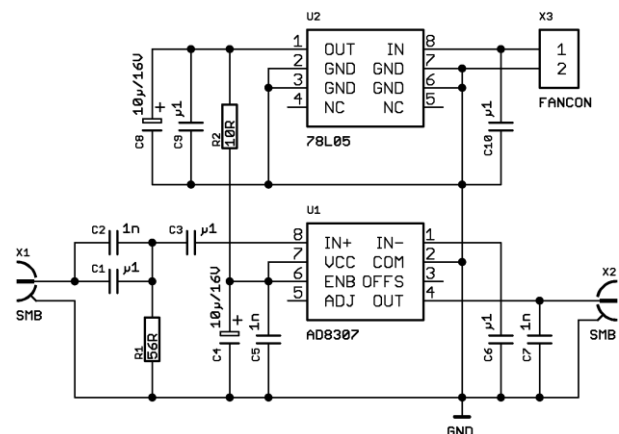 U2
X3
1 OUT IN 8
2 GND GND 7
3 GND GND 6
4 NC NC 5
78L05
1
2
FANCON
10µ/16V
+
C8
µ1
C9
R2
10R
µ1
C10
U1
8 IN+ IN- 1
7 VCC COM 2
6 ENB OFFS 3
5 ADJ OUT 4
AD8307
X1
SMB
C2
1n
C1
µ1
C3
µ1
R1
56R
10µ/16V
+
C4
1n
C5
µ1
C6
1n
C7
X2
SMB
GND